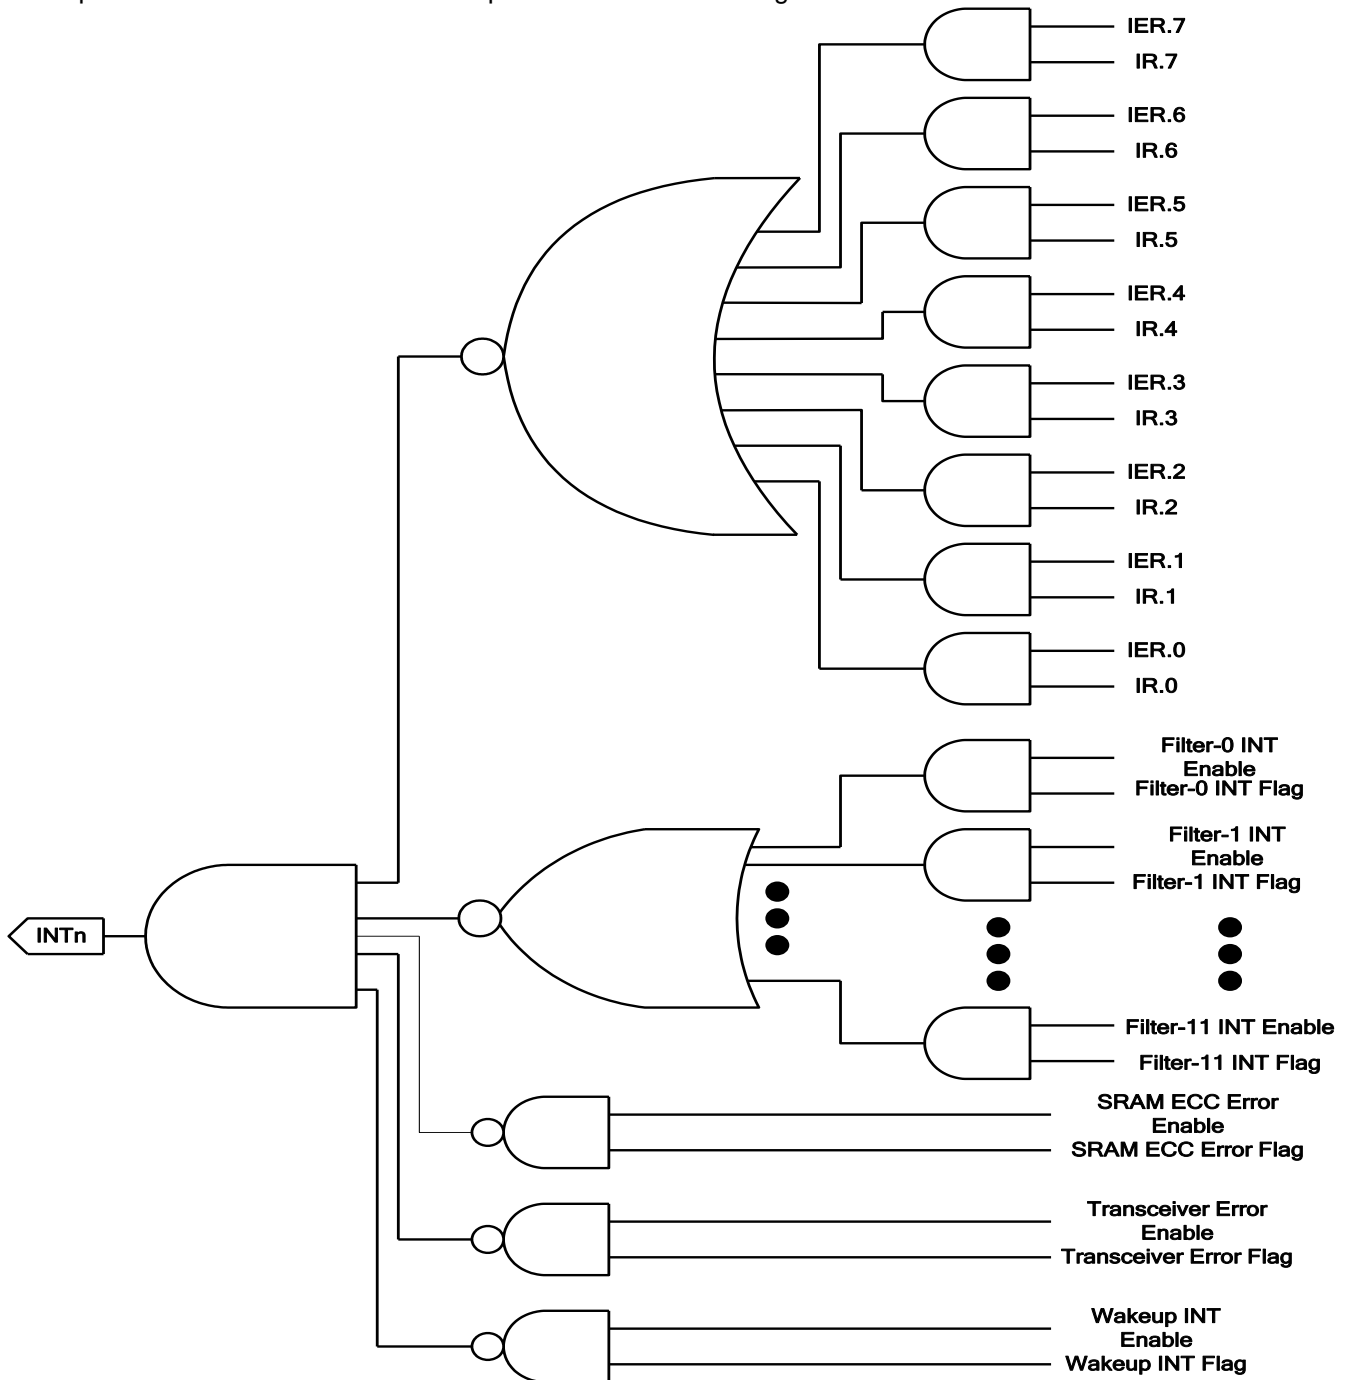 IER.7
IR.7
IER.6
IR.6
IER.5
IR.5
IER.4
IR.4
IER.3
IR.3
IER.2
IR.2
IER.1
IR.1
IER.0
IR.0
Filter-0 INT
Enable
Filter-0 INT Flag
Filter-1 INT
Enable
Filter-1 INT Flag
INTn
Filter-11 INT Enable
Filter-11 INT Flag
SRAM ECC Error
Enable
SRAM ECC Error Flag
Transceiver Error
Enable
Transceiver Error Flag
Wakeup INT
Enable
Wakeup INT Flag